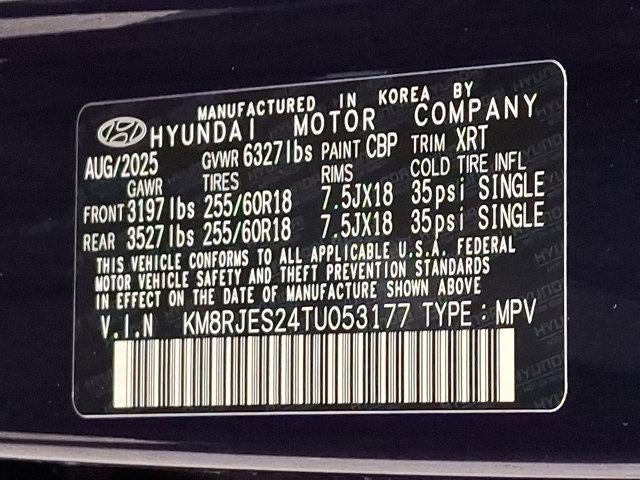 MANUFACTURED IN KOREA BY
HYUNDAI MOTOR COMPANY
AUG/2025 GVWR 6327lbs PAINT CBP TRIM XRT
GAWR TIRES RIMS COLD TIRE INFL
FRONT 3197lbs 255/60R18 7.5JX18 35psi SINGLE
REAR 3527lbs 255/60R18 7.5JX18 35psi SINGLE
THIS VEHICLE CONFORMS TO ALL APPLICABLE U.S.A. FEDERAL
MOTOR VEHICLE SAFETY AND THEFT PREVENTION STANDARDS
IN EFFECT ON THE DATE OF MANUFACTURE SHOWN ABOVE
V.I.N KM8RJES24TU053177 TYPE : MPV